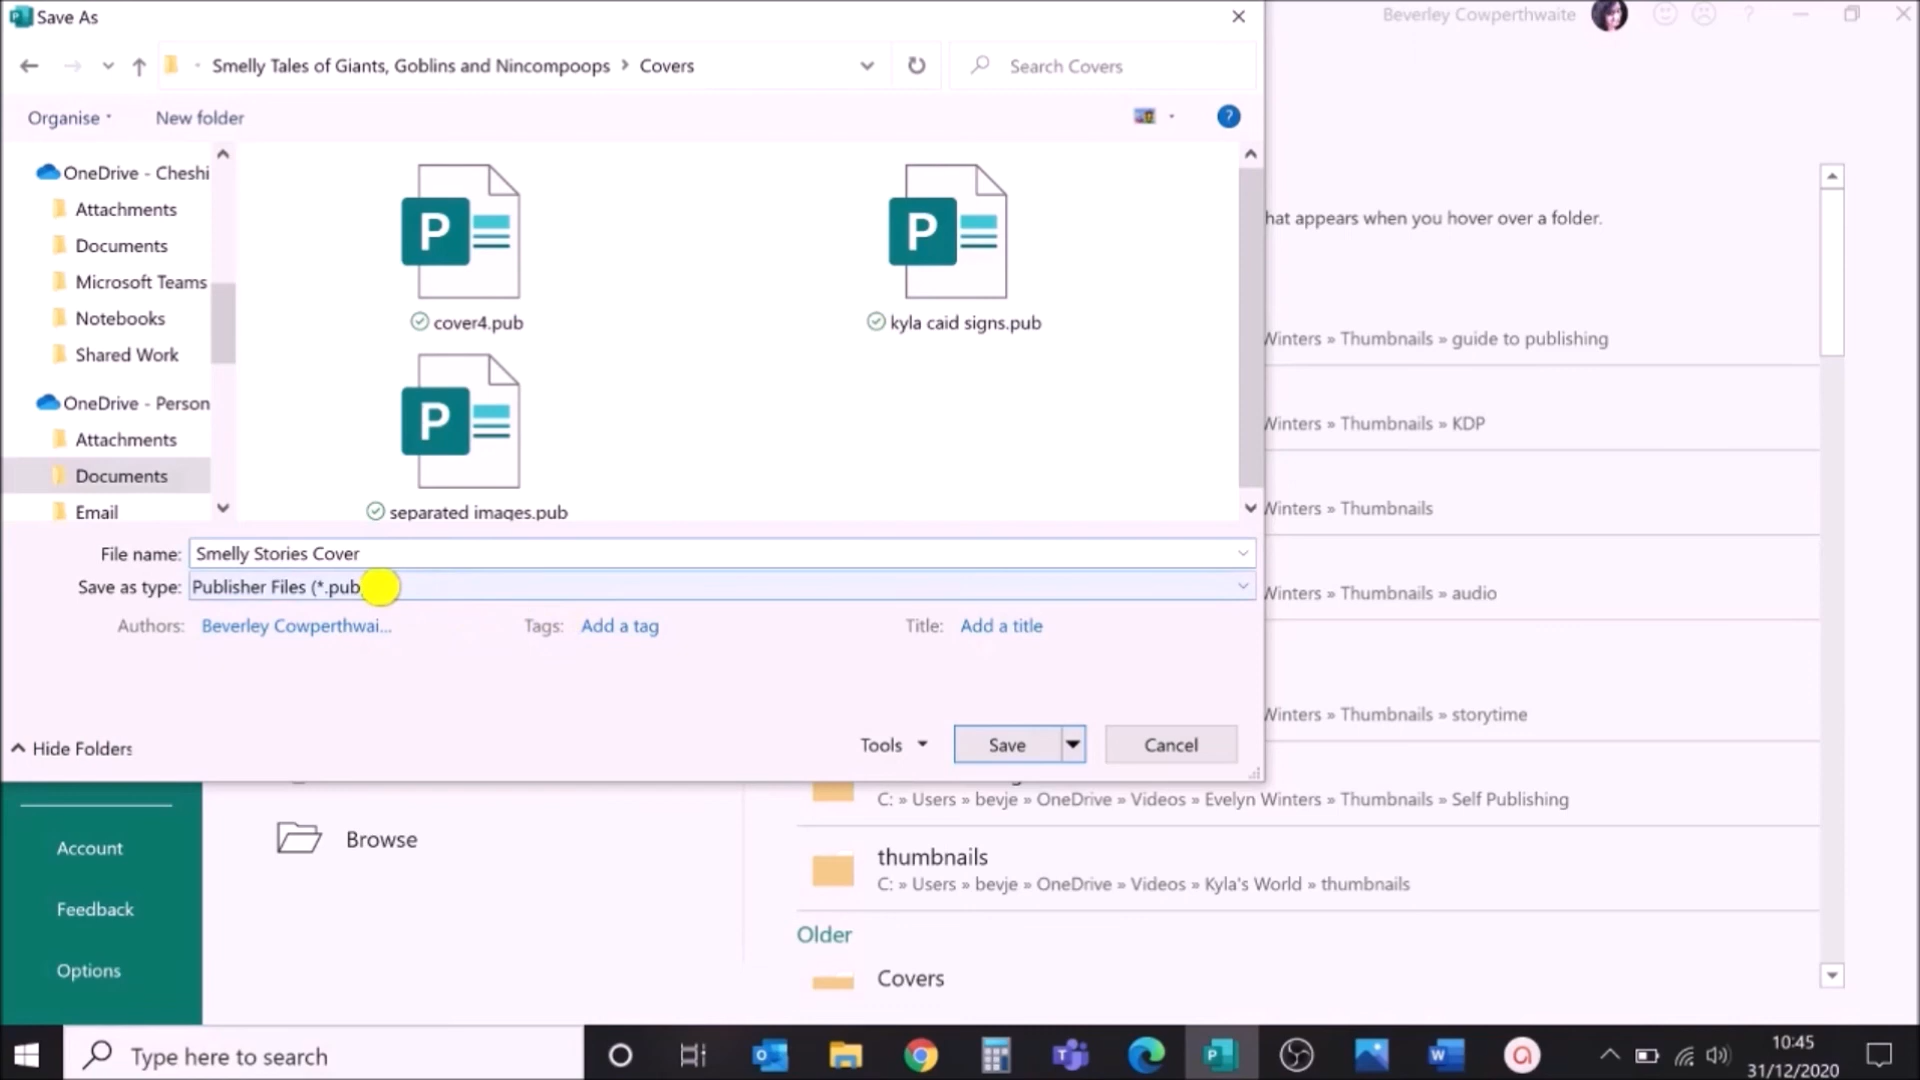 Save As
Beverley Cowperthwaite
Smelly Tales of Giants, Goblins and Nincompoops > Covers
Search Covers
Organise
New folder
OneDrive - Cheshi
Attachments
Documents
Microsoft Teams
Notebooks
Shared Work
OneDrive - Person
Attachments
Documents
Email
P
cover4.pub
P
kyla caid signs.pub
P
separated images.pub
hat appears when you hover over a folder.
Winters » Thumbnails » guide to publishing
Winters » Thumbnails » KDP
Winters » Thumbnails
Winters » Thumbnails » audio
Winters » Thumbnails » storytime
File name: Smelly Stories Cover
Save as type: Publisher Files (*.pub
Authors: Beverley Cowperthwai...
Tags: Add a tag
Title: Add a title
Hide Folders
Tools
Save
Cancel
C: » Users » bevje » OneDrive » Videos » Evelyn Winters » Thumbnails » Self Publishing
Account
Browse
thumbnails
C: » Users » bevje » OneDrive » Videos » Kyla's World » thumbnails
Feedback
Older
Options
Covers
Type here to search
10:45
31/12/2020